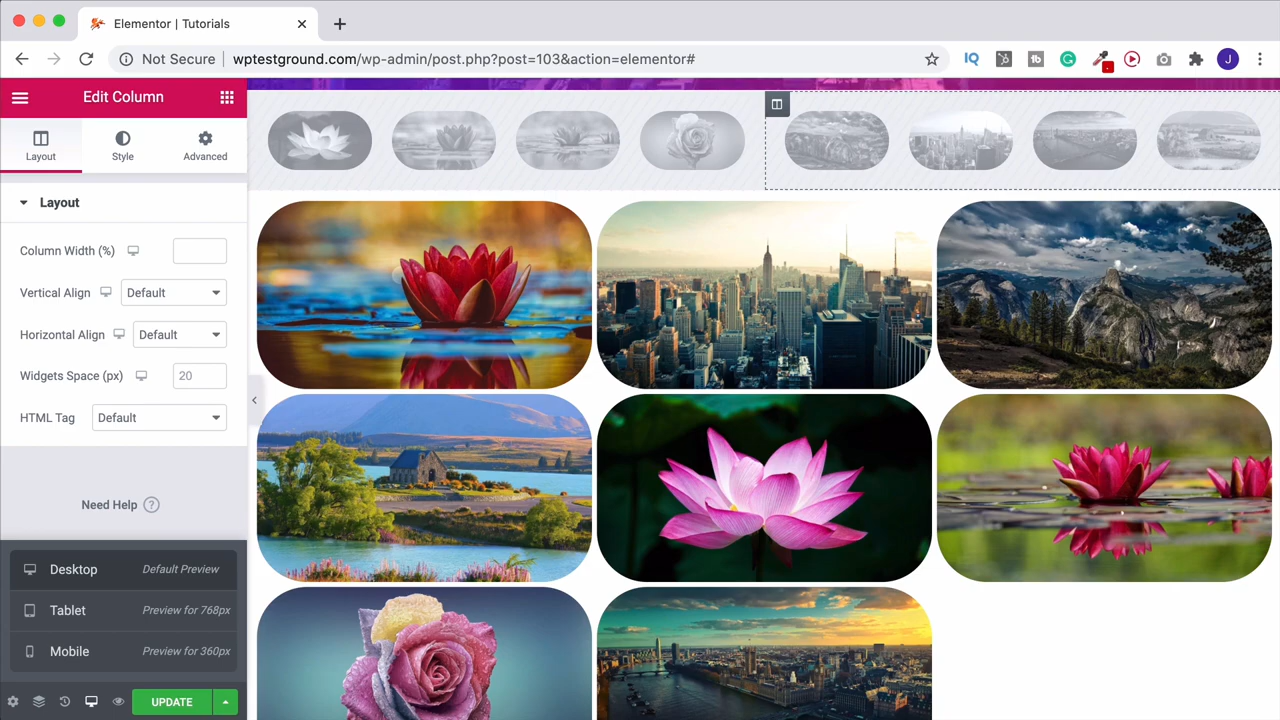 Elementor | Tutorials
Not Secure
wptestground.com/wp-admin/post.php?post=103&action=elementor#
IQ
tb
G
J
Edit Column
Layout
Style
Advanced
Layout
Column Width (%)
Vertical Align
Default
Horizontal Align
Default
Widgets Space (px)
20
HTML Tag
Default
Need Help
?
Desktop
Default Preview
Tablet
Preview for 768px
Mobile
Preview for 360px
UPDATE